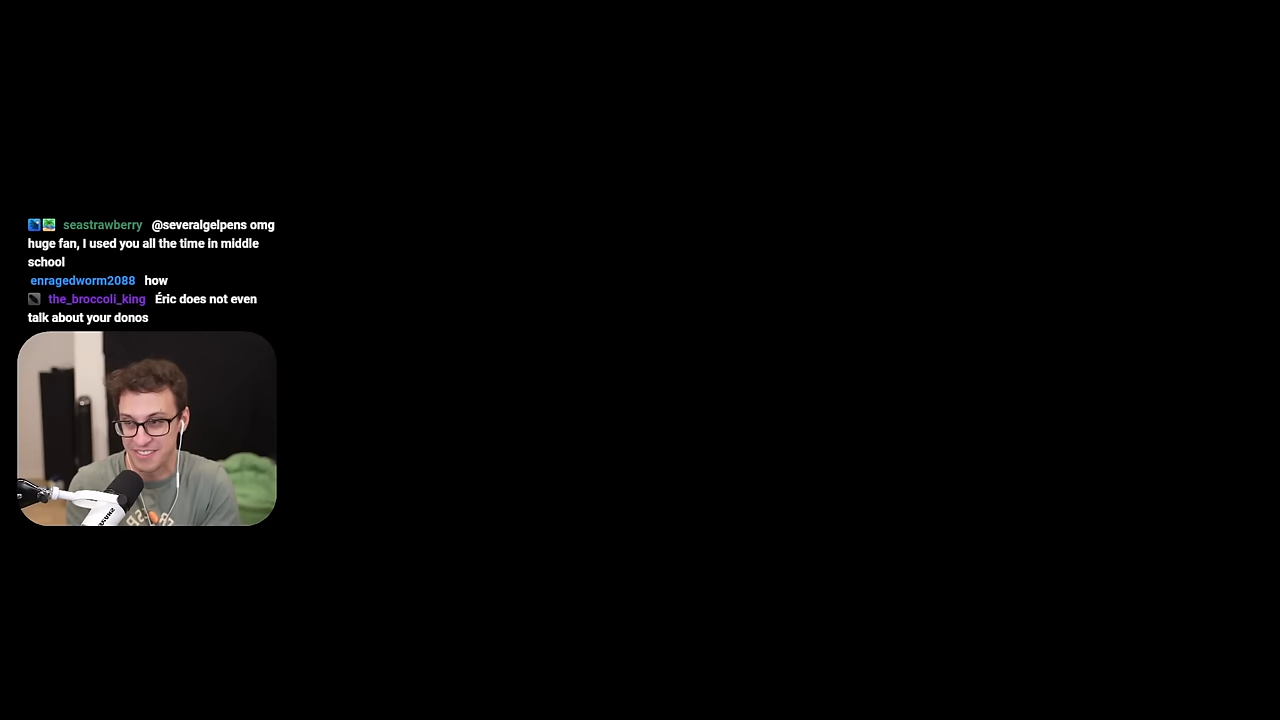 seastrawberry @severalgelpens omg
huge fan, I used you all the time in middle
school
enragedworm2088 how
the_broccoli_king Éric does not even
talk about your donos